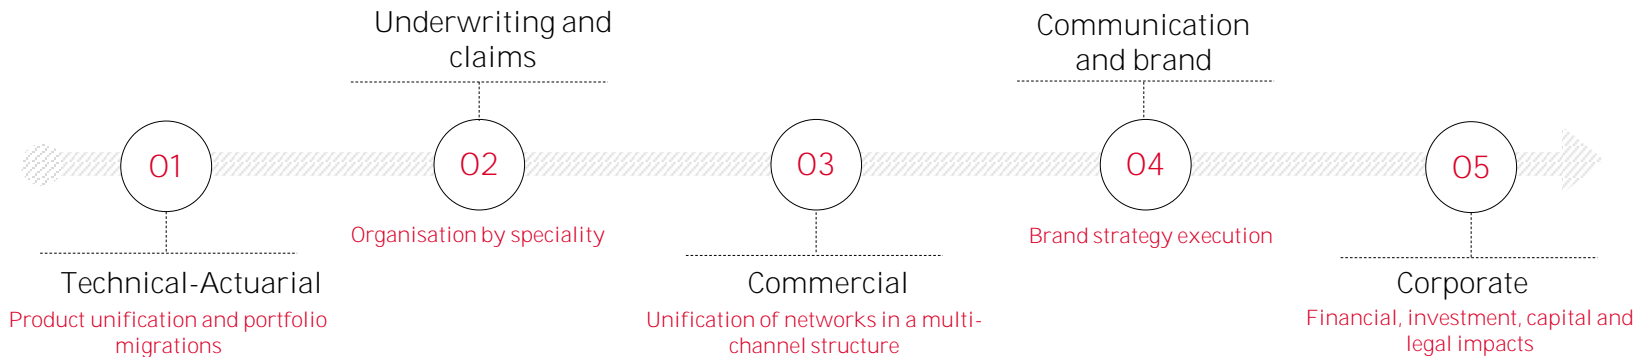 01
Technical-Actuarial
Product unification and portfolio
migrations
Underwriting and
claims
02
Organisation by speciality
03
Commercial
Unification of networks in a multi-
channel structure
Communication
and brand
04
Brand strategy execution
05
Corporate
Financial, investment, capital and
legal impacts